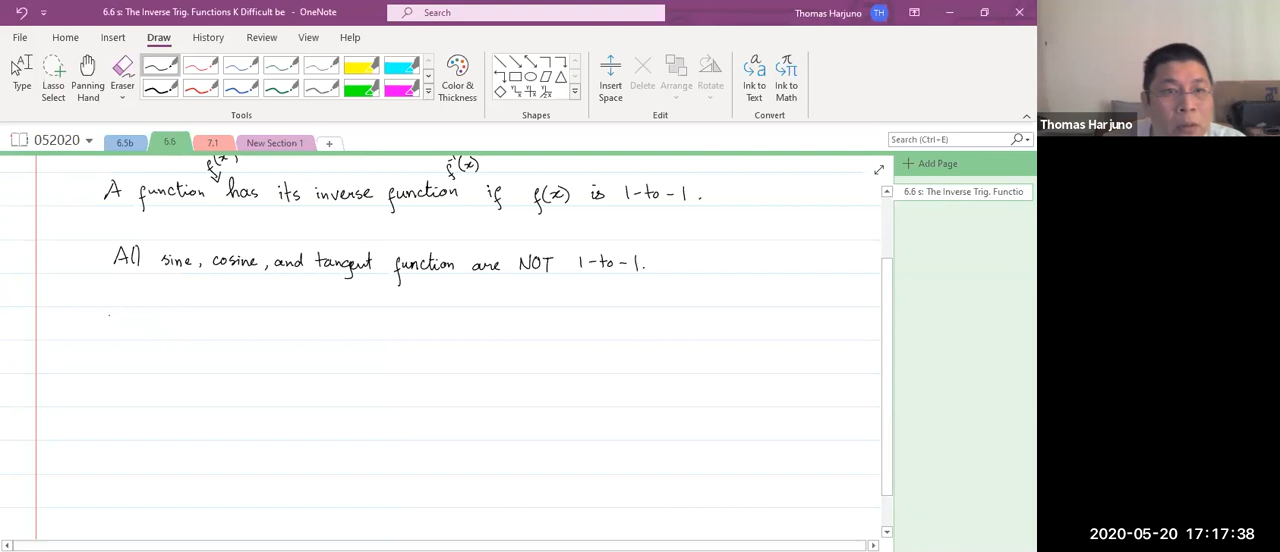 6.6 s: The Inverse Trig. Functions K Difficult be - OneNote
Search
Thomas Harjuno
TH
File Home Insert Draw History Review View Help
Type
Lasso Select
Panning Hand
Eraser
Color & Thickness
Insert Space
Delete
Arrange
Rotate
Ink to Text
Ink to Math
Tools
Shapes
Edit
Convert
Thomas Harjuno
052020
6.5b
6.6
7.1
New Section 1
Search (Ctrl+E)
Add Page
6.6 s: The Inverse Trig. Functio
f(x) f⁻¹(x)
A function has its inverse function if f(x) is 1-to-1.
All sine, cosine, and tangent function are NOT 1-to-1.
2020-05-20 17:17:38